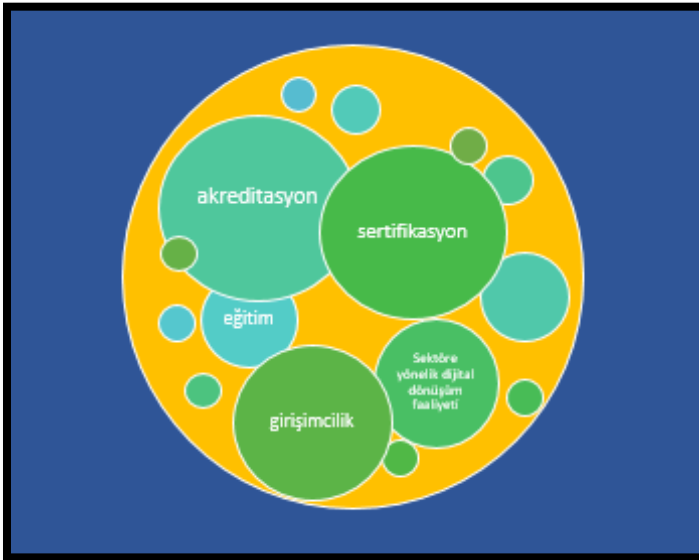 akreditasyon
sertifikasyon
eğitim
Sektöre
yönelik dijital
dönüşüm
faaliyeti
girişimcilik